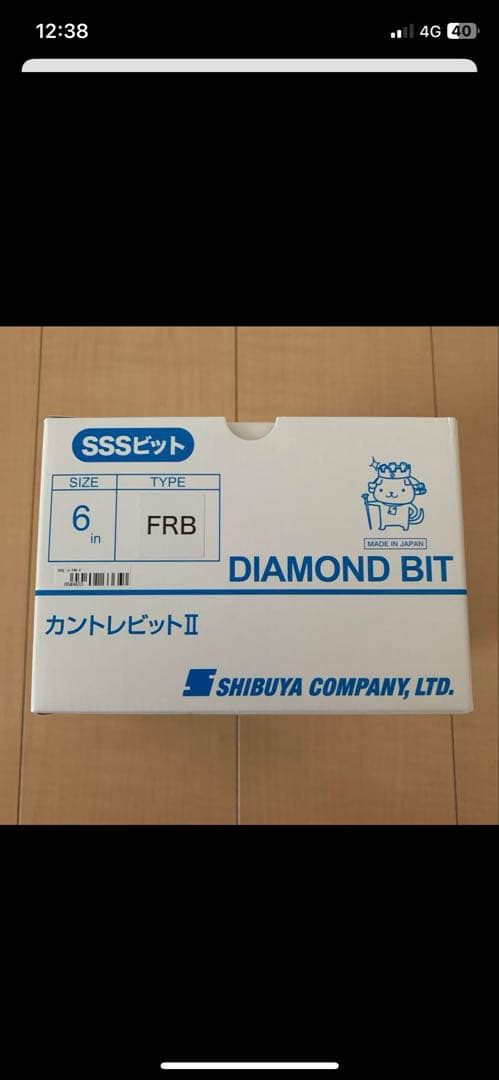 12:38
4G 40
SSSビット
SIZE TYPE
6 in FRB
MADE IN JAPAN
DIAMOND BIT
カントレビットⅡ
SHIBUYA COMPANY, LTD.